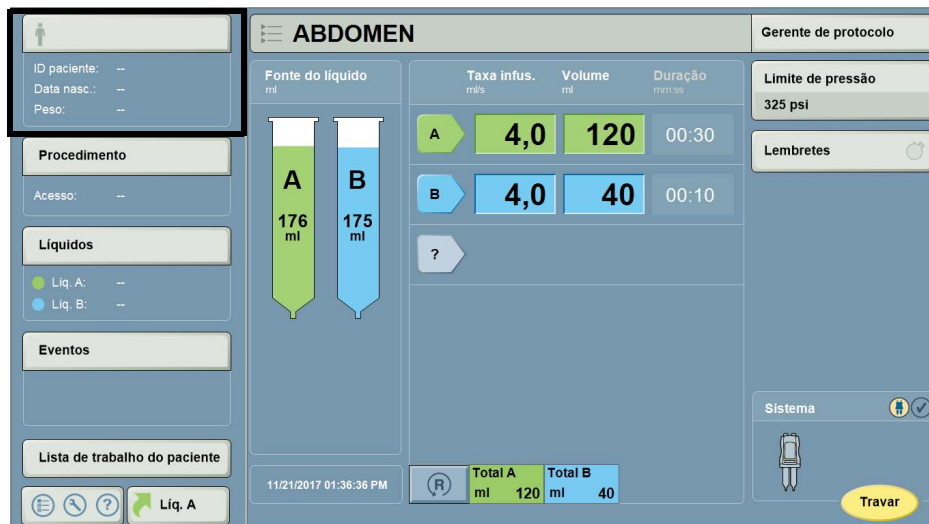 ID paciente: --
Data nasc.: --
Peso: --
Procedimento
Acesso: --
Líquidos
Líq. A: --
Líq. B: --
Eventos
Lista de trabalho do paciente
? Líq. A
ABDOMEN
Fonte do líquido
ml
A
176
ml
B
175
ml
11/21/2017 01:36:36 PM
Taxa infus. Volume Duração
ml/s ml mm:ss
A 4,0 120 00:30
B 4,0 40 00:10
?
R
Total A Total B
ml 120 ml 40
Gerente de protocolo
Limite de pressão
325 psi
Lembretes
Sistema
Travar